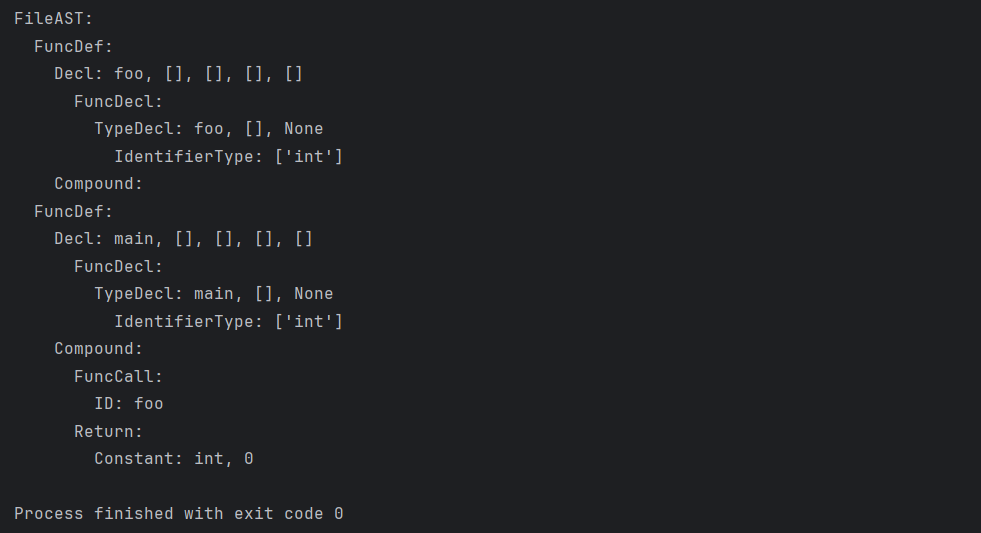 FileAST:
  FuncDef:
    Decl: foo, [], [], [], []
      FuncDecl:
        TypeDecl: foo, [], None
          IdentifierType: ['int']
    Compound:
  FuncDef:
    Decl: main, [], [], [], []
      FuncDecl:
        TypeDecl: main, [], None
          IdentifierType: ['int']
    Compound:
      FuncCall:
        ID: foo
      Return:
        Constant: int, 0

Process finished with exit code 0